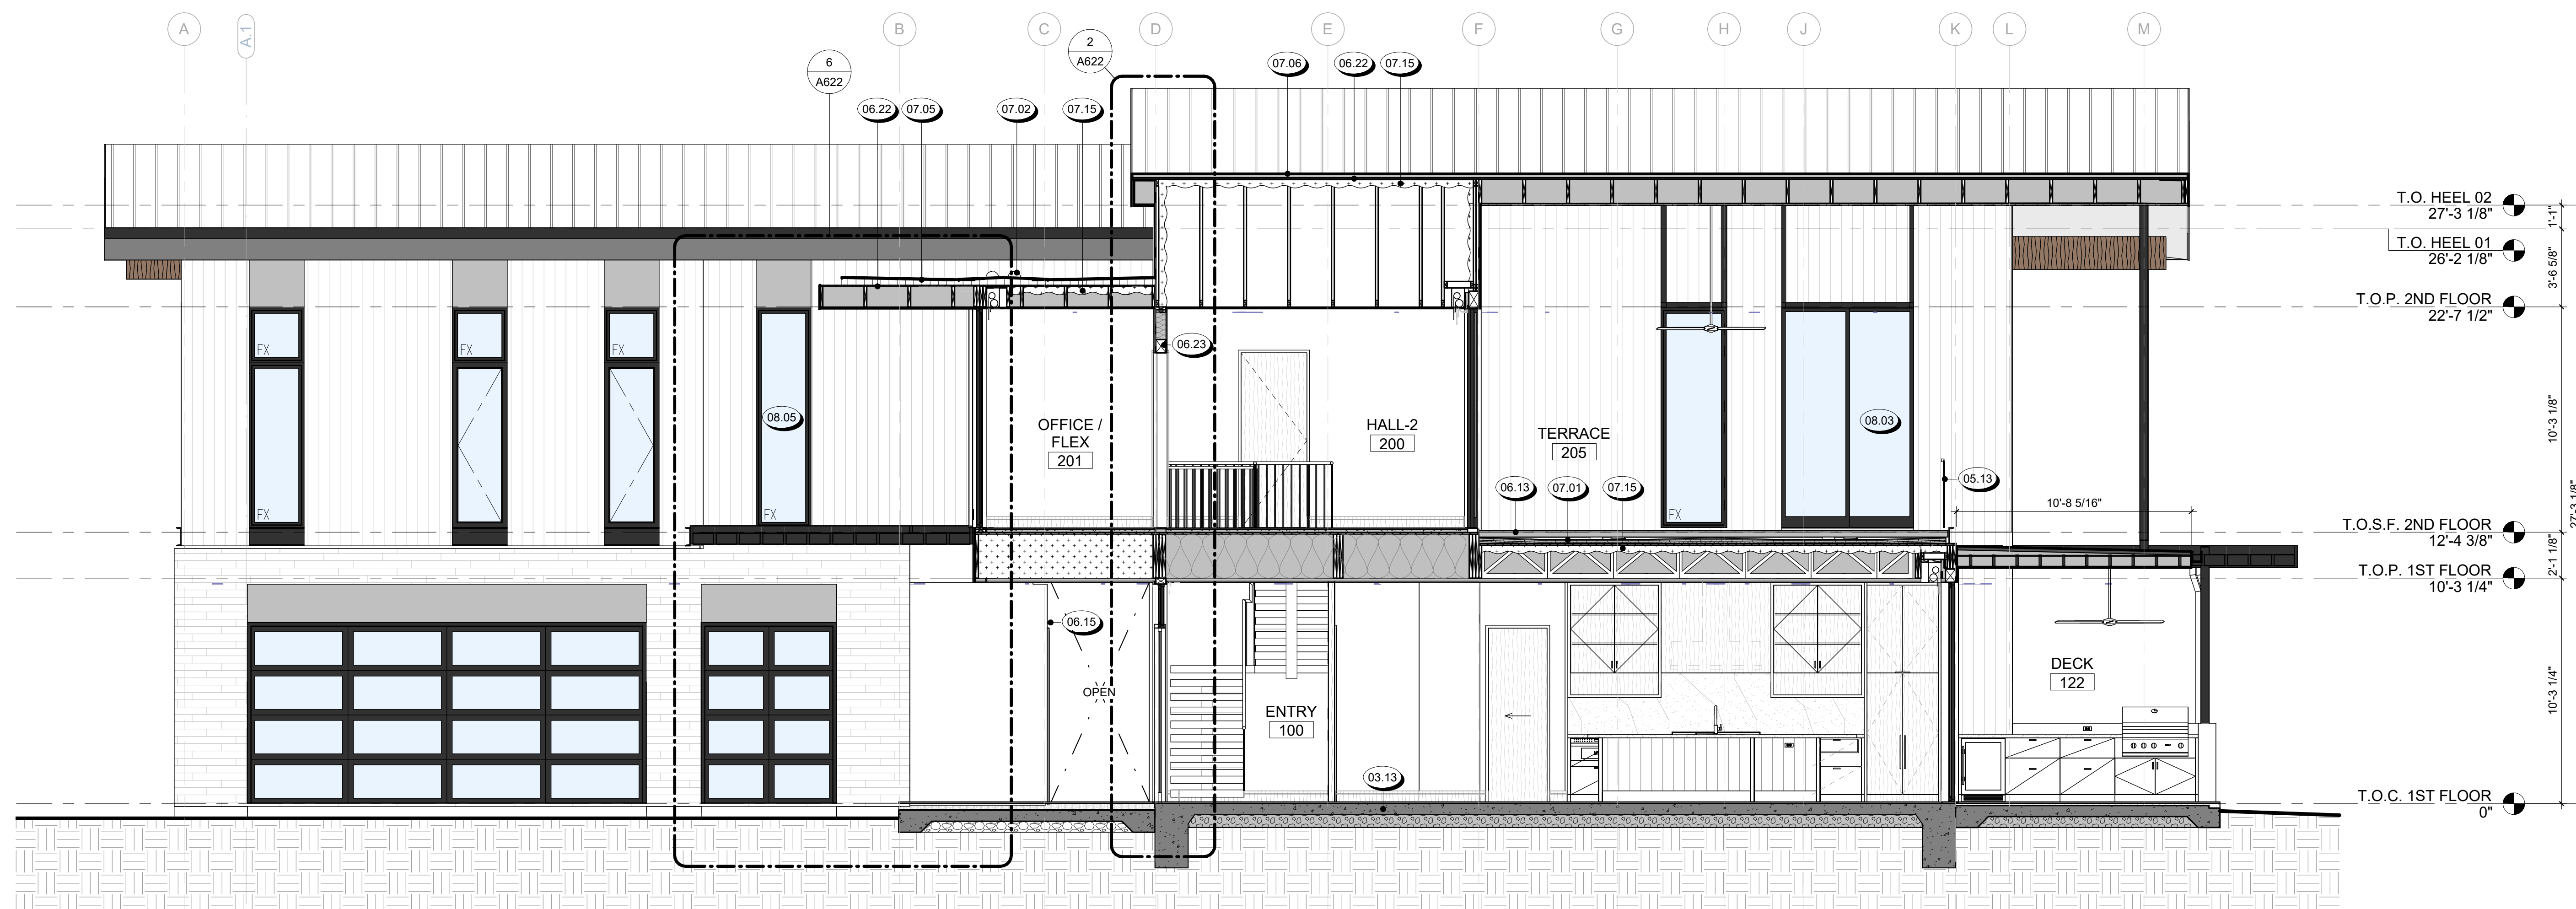 A
A.1
B
C
D
E
F
G
H
J
K
L
M
2
A622
6
A622
07.06
06.22
07.15
06.22
07.05
07.02
07.15
T.O. HEEL 02
27'-3 1/8"
1'-1"
T.O. HEEL 01
26'-2 1/8"
3'-6 5/8"
T.O.P. 2ND FLOOR
22'-7 1/2"
FX
FX
FX
06.23
08.05
OFFICE /
FLEX
201
HALL-2
200
TERRACE
205
08.03
10'-3 1/8"
06.13
07.01
07.15
05.13
10'-8 5/16"
27'-3 1/8"
FX
FX
FX
T.O.S.F. 2ND FLOOR
12'-4 3/8"
2'-1 1/8"
T.O.P. 1ST FLOOR
10'-3 1/4"
06.15
OPEN
DECK
122
ENTRY
100
10'-3 1/4"
03.13
T.O.C. 1ST FLOOR
0"